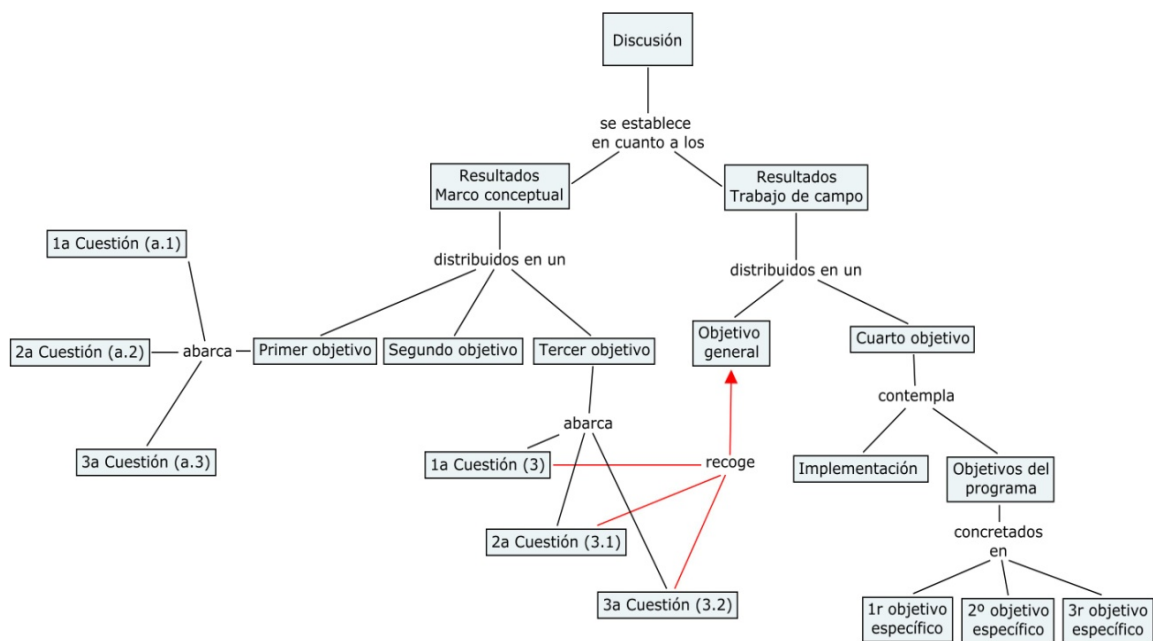 Discusión
se establece
en cuanto a los
Resultados
Marco conceptual
Resultados
Trabajo de campo
distribuidos en un
distribuidos en un
1a Cuestión (a.1)
2a Cuestión (a.2)
abarca
3a Cuestión (a.3)
Primer objetivo
Segundo objetivo
Tercer objetivo
Objetivo
general
Cuarto objetivo
abarca
contempla
1a Cuestión (3)
recoge
2a Cuestión (3.1)
3a Cuestión (3.2)
Implementación
Objetivos del
programa
concretados
en
1r objetivo
específico
2º objetivo
específico
3r objetivo
específico